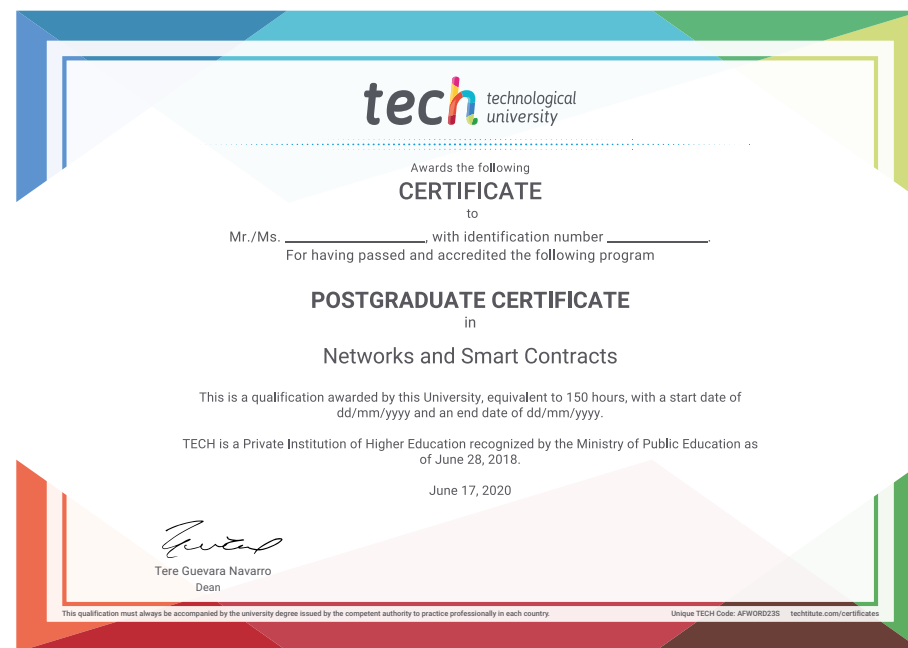 tech technological
university
Awards the following
CERTIFICATE
to
Mr./Ms. ____________________, with identification number __________________.
For having passed and accredited the following program
POSTGRADUATE CERTIFICATE
in
Networks and Smart Contracts
This is a qualification awarded by this University, equivalent to 150 hours, with a start date of
dd/mm/yyyy and an end date of dd/mm/yyyy.
TECH is a Private Institution of Higher Education recognized by the Ministry of Public Education as
of June 28, 2018.
June 17, 2020
Tere Guevara Navarro
Dean
This qualification must always be accompanied by the university degree issued by the competent authority to practice professionally in each country. Unique TECH Code: AFWORD23S techtitute.com/certificates